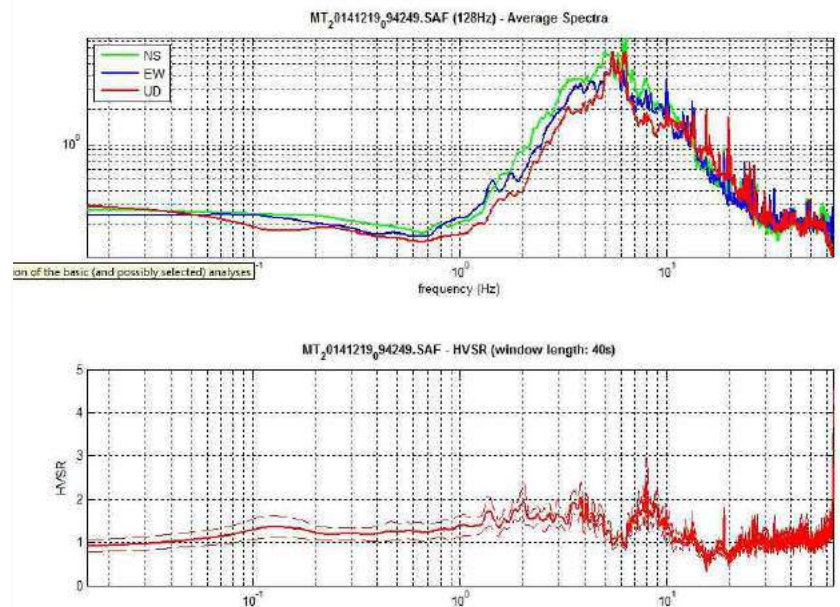 MT_20141219_094249.SAF (128Hz) - Average Spectra
NS
EW
UD
10⁰
ion of the basic (and possibly selected) analyses
10⁻¹
10⁰
10¹
frequency (Hz)
MT_20141219_094249.SAF - HVSR (window length: 40s)
5
4
3
2
1
0
HVSR
10⁻¹
10⁰
10¹